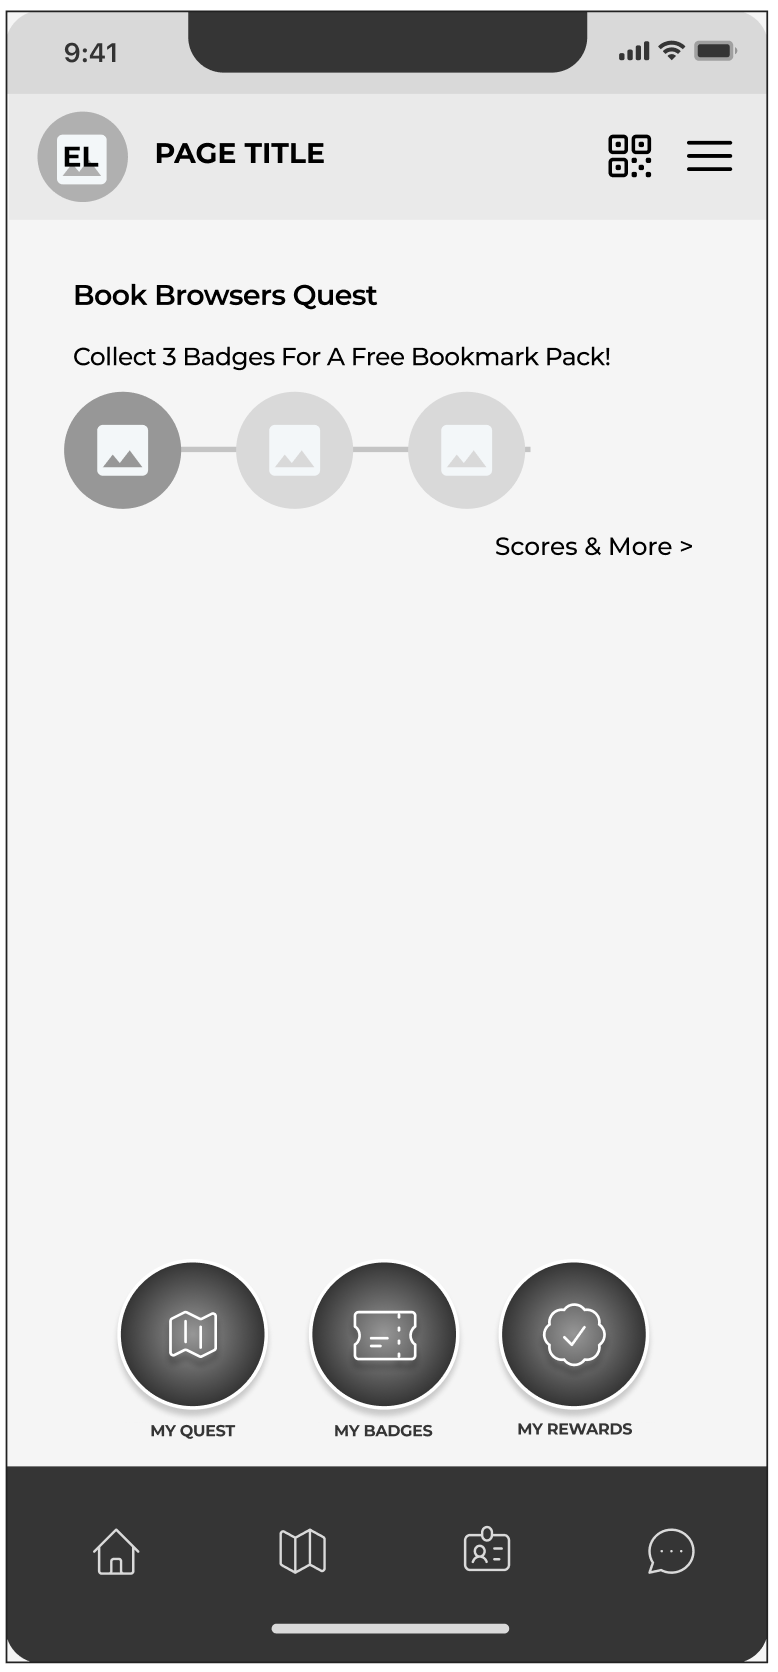 9:41
EL
PAGE TITLE
Book Browsers Quest
Collect 3 Badges For A Free Bookmark Pack!
Scores & More >
MY QUEST
MY BADGES
MY REWARDS